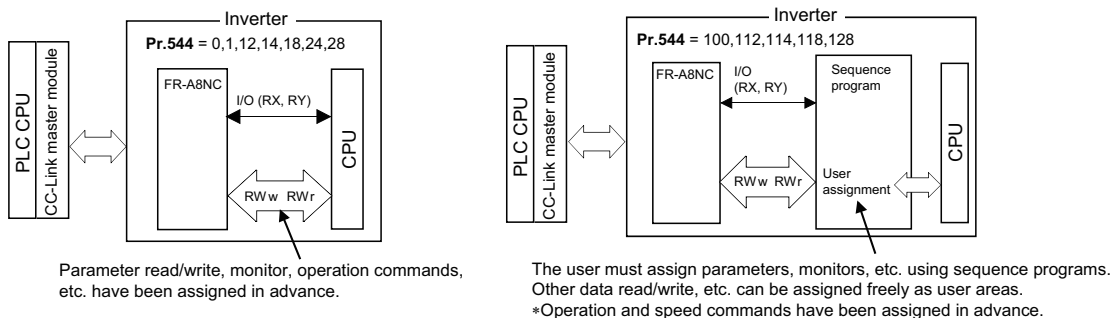 Inverter
Pr.544 = 0,1,12,14,18,24,28
PLC CPU
CC-Link master module
FR-A8NC
I/O (RX, RY)
RWw RWr
CPU
Parameter read/write, monitor, operation commands,
etc. have been assigned in advance.
Inverter
Pr.544 = 100,112,114,118,128
PLC CPU
CC-Link master module
FR-A8NC
I/O
(RX, RY)
RWw RWr
Sequence
program
User
assignment
CPU
The user must assign parameters, monitors, etc. using sequence programs.
Other data read/write, etc. can be assigned freely as user areas.
*Operation and speed commands have been assigned in advance.